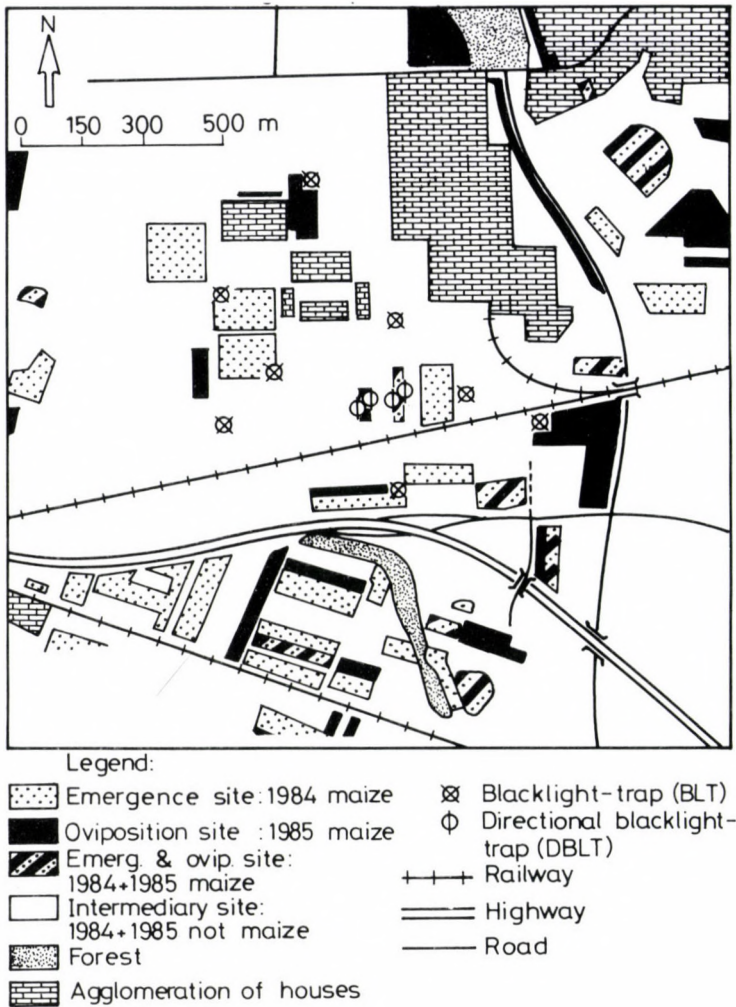 N
0 150 300 500 m
Legend:
Emergence site: 1984 maize
Oviposition site : 1985 maize
Emerg. & ovip. site:
1984+1985 maize
Intermediary site:
1984+1985 not maize
Forest
Agglomeration of houses
Blacklight-trap (BLT)
Directional blacklight-
trap (DBLT)
Railway
Highway
Road